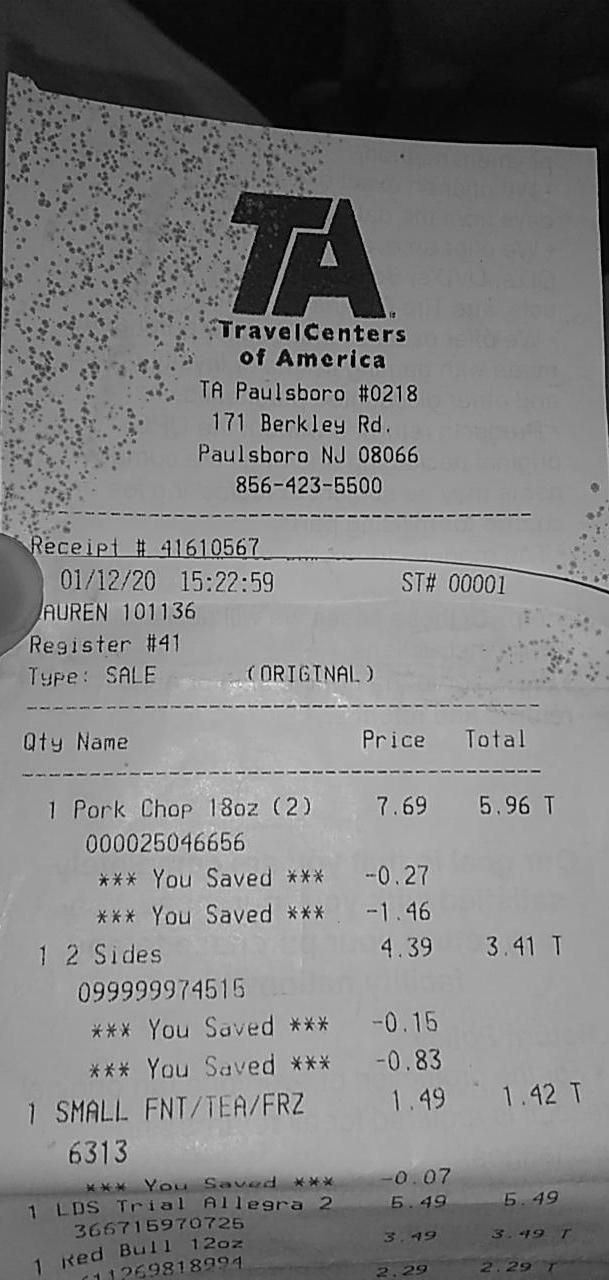 TA
TravelCenters
of America
TA Paulsboro #0218
171 Berkley Rd.
Paulsboro NJ 08066
856-423-5500
Receipt # 41610567
01/12/20 15:22:59 ST# 00001
AUREN 101136
Register #41
Type: SALE (ORIGINAL)
Qty Name Price Total
1 Pork Chop 18oz (2) 7.69 5.96 T
000025046656
*** You Saved *** -0.27
*** You Saved *** -1.46
1 2 Sides 4.39 3.41 T
099999974515
*** You Saved *** -0.15
*** You Saved *** -0.83
1 SMALL FNT/TEA/FRZ 1.49 1.42 T
6313
*** You Saved *** -0.07
1 LDS Trial Allegra 2 5.49 5.49
366715970725
1 Red Bull 12oz 3.49 3.49 T
611269818994 2.29 2.29 T